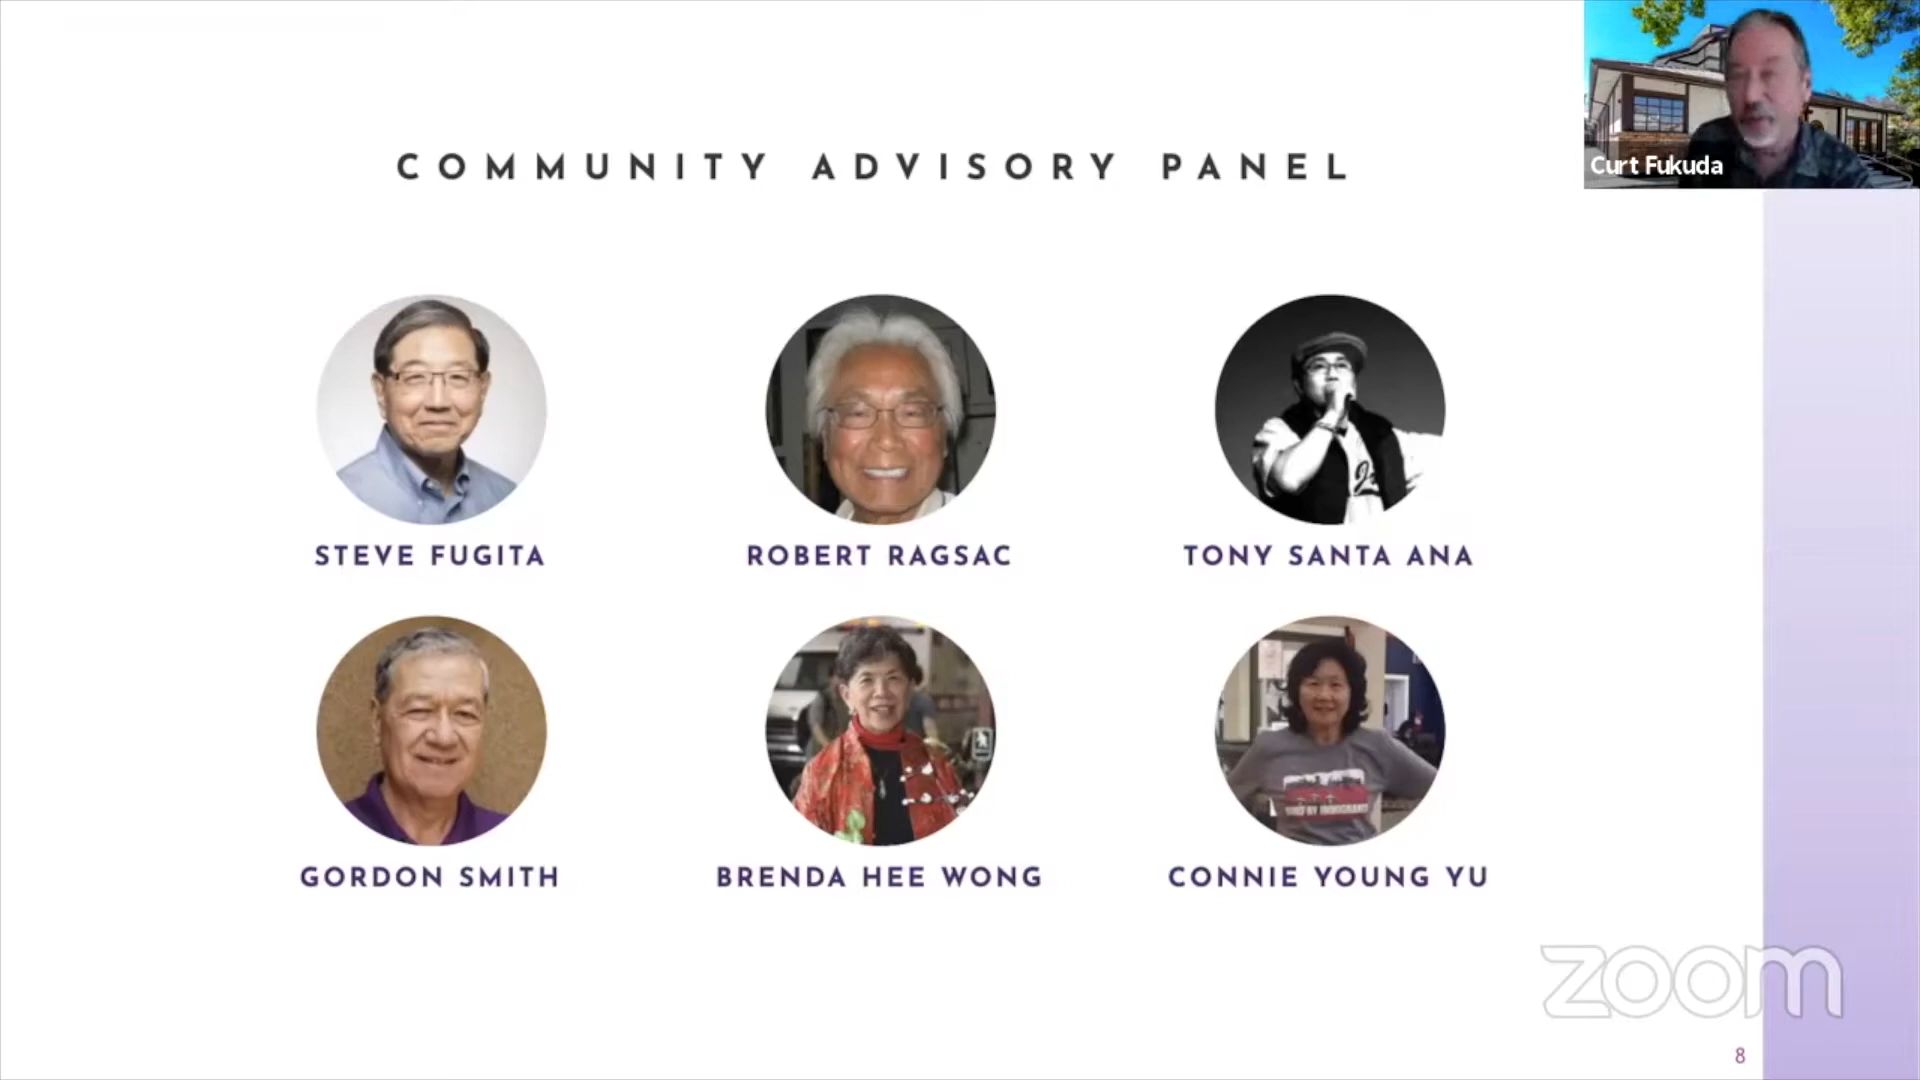 COMMUNITY ADVISORY PANEL
Curt Fukuda
STEVE FUGITA
ROBERT RAGSAC
TONY SANTA ANA
GORDON SMITH
BRENDA HEE WONG
CONNIE YOUNG YU
zoom
8